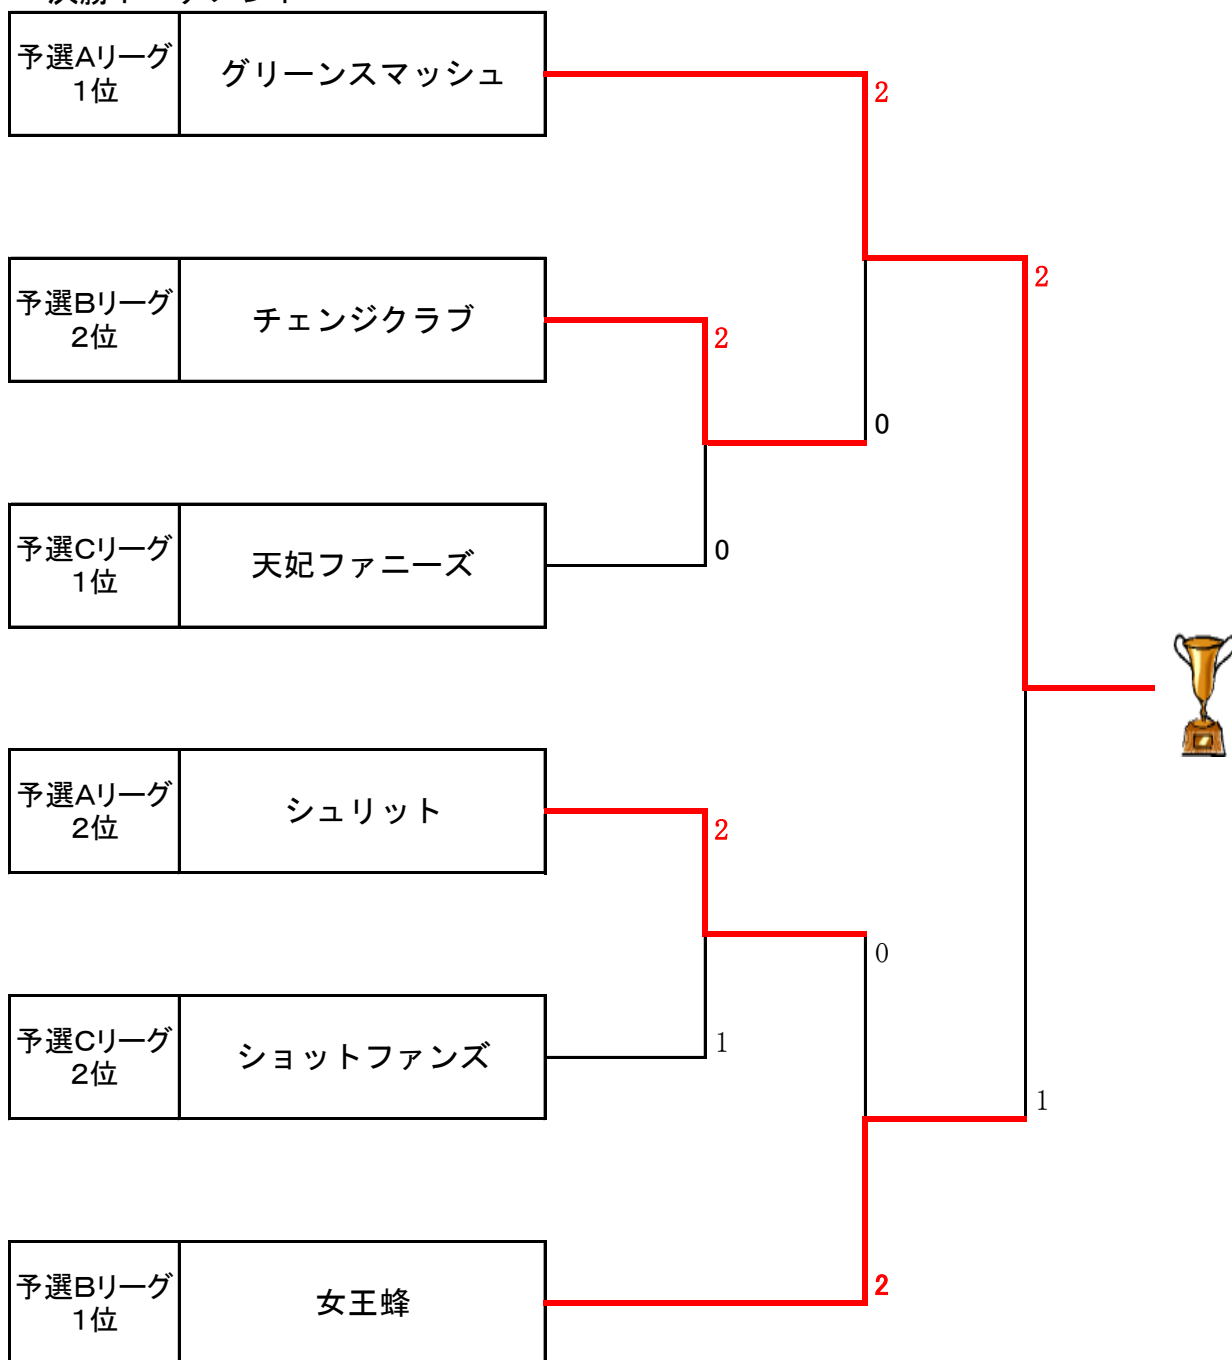 予選Aリーグ
1位
グリーンスマッシュ
2
2
予選Bリーグ
2位
チェンジクラブ
2
0
予選Cリーグ
1位
天妃ファニーズ
0
予選Aリーグ
2位
シュリット
2
0
予選Cリーグ
2位
ショットファンズ
1
1
予選Bリーグ
1位
女王蜂
2